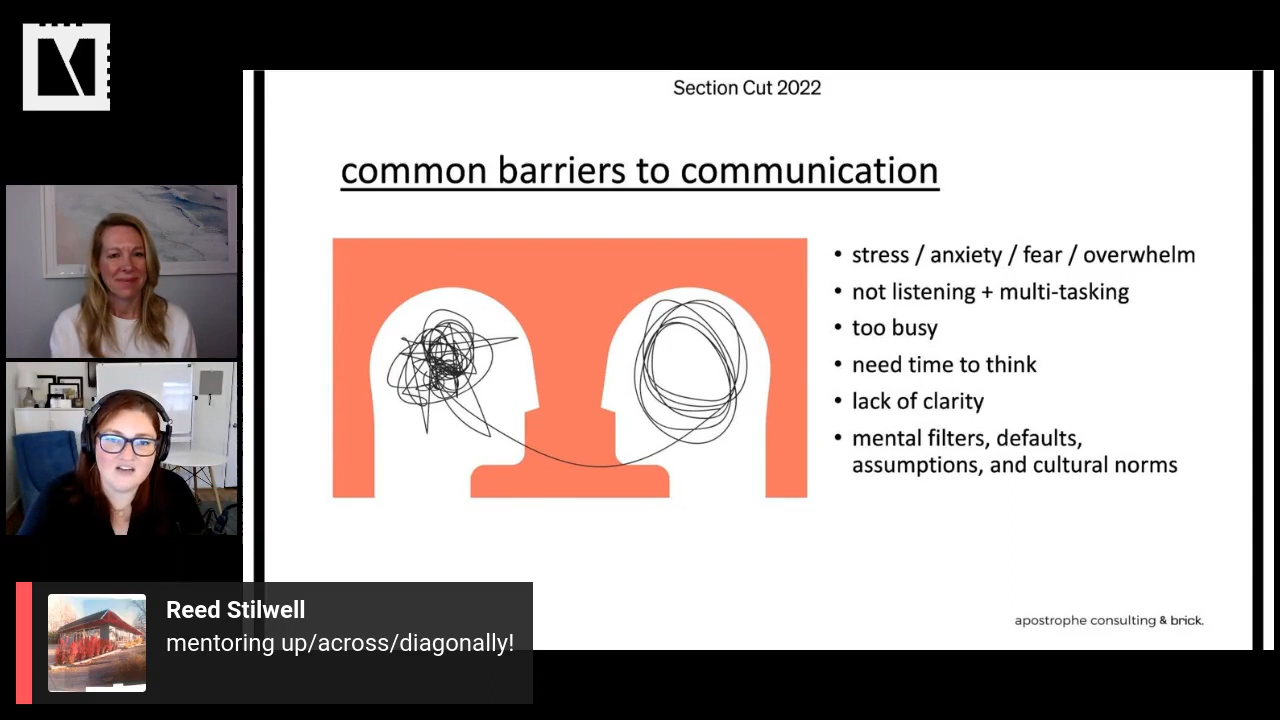 Section Cut 2022
common barriers to communication
• stress / anxiety / fear / overwhelm
• not listening + multi-tasking
• too busy
• need time to think
• lack of clarity
• mental filters, defaults,
assumptions, and cultural norms
apostrophe consulting & brick.
Reed Stilwell
mentoring up/across/diagonally!